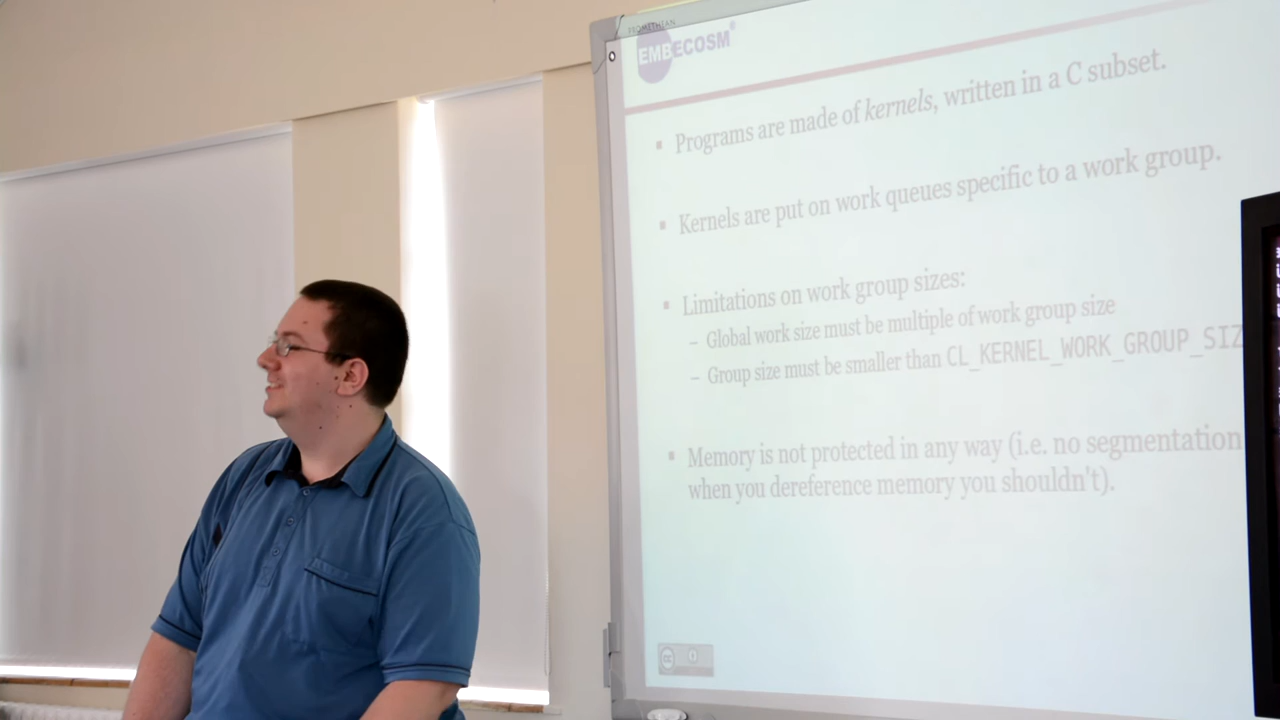 PROMETHEAN
EMBECOSM®
Programs are made of kernels, written in a C subset.
Kernels are put on work queues specific to a work group.
Limitations on work group sizes:
– Global work size must be multiple of work group size
– Group size must be smaller than CL_KERNEL_WORK_GROUP_SIZ
Memory is not protected in any way (i.e. no segmentation
when you dereference memory you shouldn't).
cc